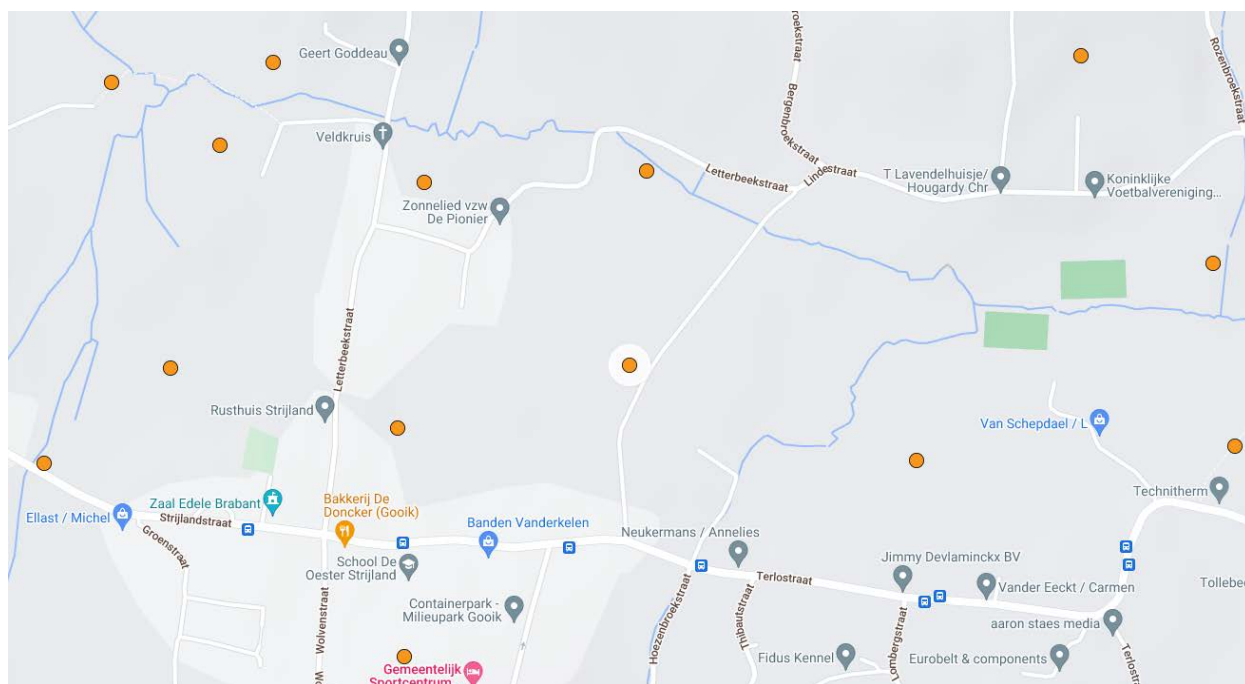 Geert Goddeau
Veldkruis
Zonnelied vzw
De Pionier
Letterbeekstraat
Bergenbroekstraat
Bergenbroekstraat
Letterbeekstraat
Lindestraat
Rozenbroekstraat
T Lavendelhuisje/
Hougardy Chr
Koninklijke
Voetbalvereniging...
Rusthuis Strijland
Van Schepdael / L
Zaal Edele Brabant
Bakkerij De
Doncker (Gooik)
Banden Vanderkelen
Ellast / Michel
Strijlandstraat
Groenstraat
Technitherm
Neukermans / Annelies
School De
Oester Strijland
Containerpark -
Milieupark Gooik
Wolvenstraat
Wo
Hoezenbroekstraat
Thibautstraat
Terlostraat
Jimmy Devlaminckx BV
Vander Eeckt / Carmen
Tollebe
aaron staes media
Lombergstraat
Fidus Kennel
Eurobelt & components
Terlostraat
Gemeentelijk
Sportcentrum